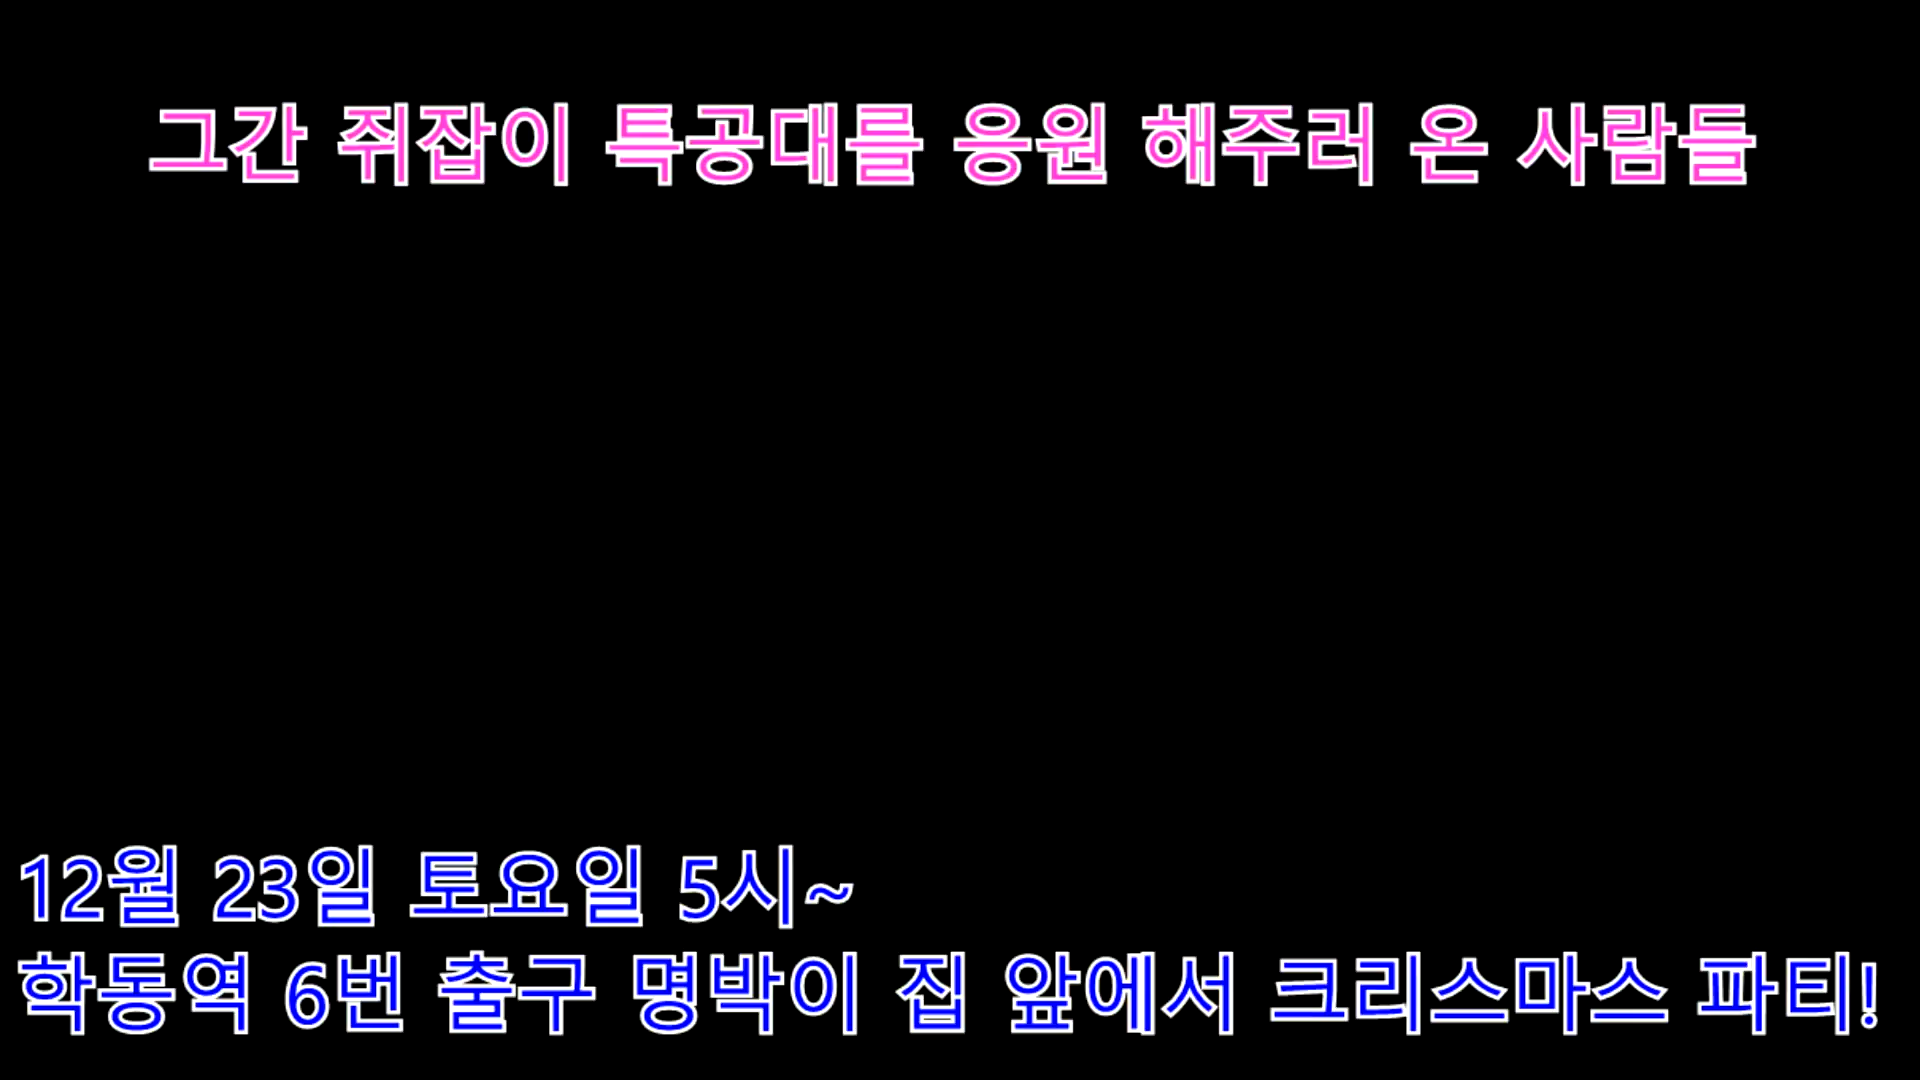 그간 쥐잡이 특공대를 응원 해주러 온 사람들
12월 23일 토요일 5시~
학동역 6번 출구 명박이 집 앞에서 크리스마스 파티!